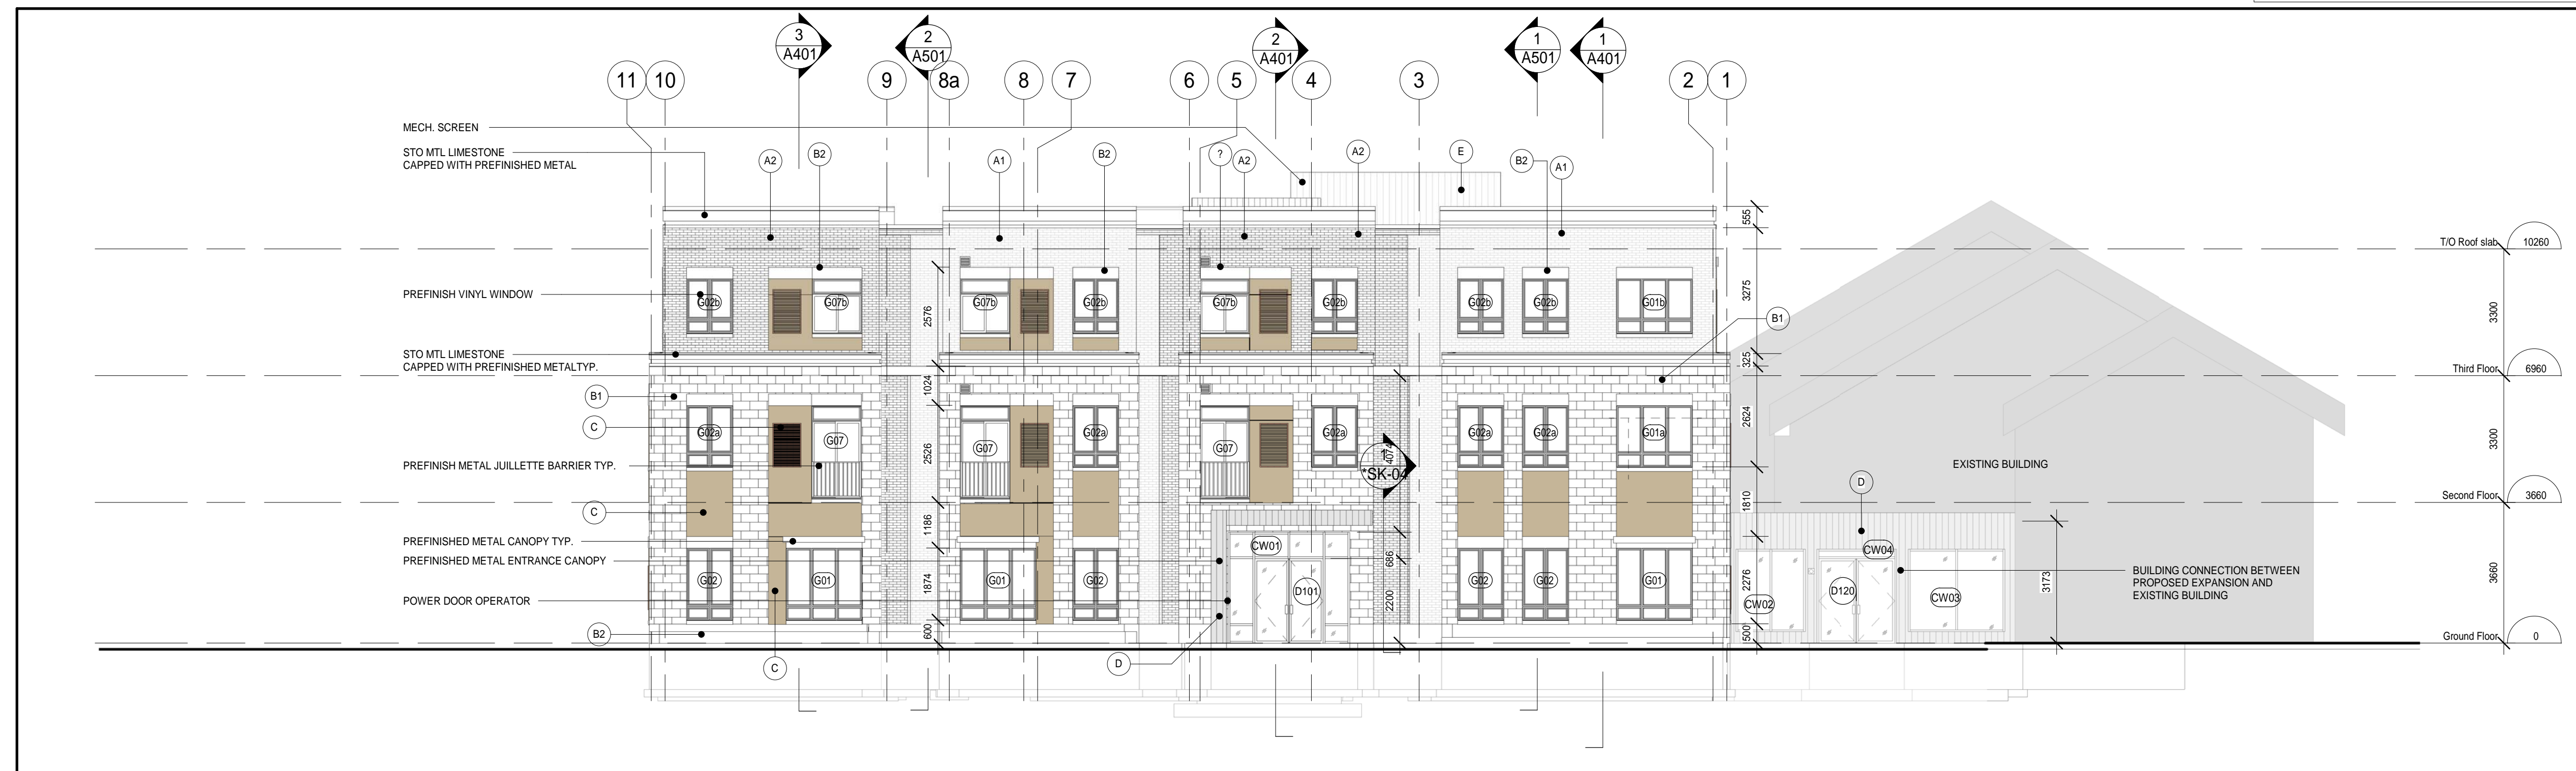 3
A401
2
A501
2
A401
1
A501
1
A401
11
10
9
8a
8
7
6
5
4
3
2
1
MECH. SCREEN
STO MTL LIMESTONE
CAPPED WITH PREFINISHED METAL
A2
B2
A1
B2
?
A2
A2
E
B2
A1
555
T/O Roof slab
10260
PREFINISH VINYL WINDOW
G02b
G07b
2576
G07b
G02b
G07b
G02b
G02b
G02b
G01b
3275
B1
3300
STO MTL LIMESTONE
CAPPED WITH PREFINISHED METALTYP.
325
Third Floor
6960
B1
1024
C
G02a
G07
G07
G02a
G07
G02a
G02a
G02a
G01a
2624
3300
PREFINISH METAL JUILLETTE BARRIER TYP.
2526
4074
1
*SK-04
EXISTING BUILDING
D
Second Floor
3660
C
1186
1810
PREFINISHED METAL CANOPY TYP.
PREFINISHED METAL ENTRANCE CANOPY
CW01
686
CW04
G02
G01
1874
G01
G02
D101
2200
G02
G02
G01
2276
CW02
D120
CW03
3173
BUILDING CONNECTION BETWEEN
PROPOSED EXPANSION AND
EXISTING BUILDING
3660
POWER DOOR OPERATOR
B2
600
500
Ground Floor
0
C
D